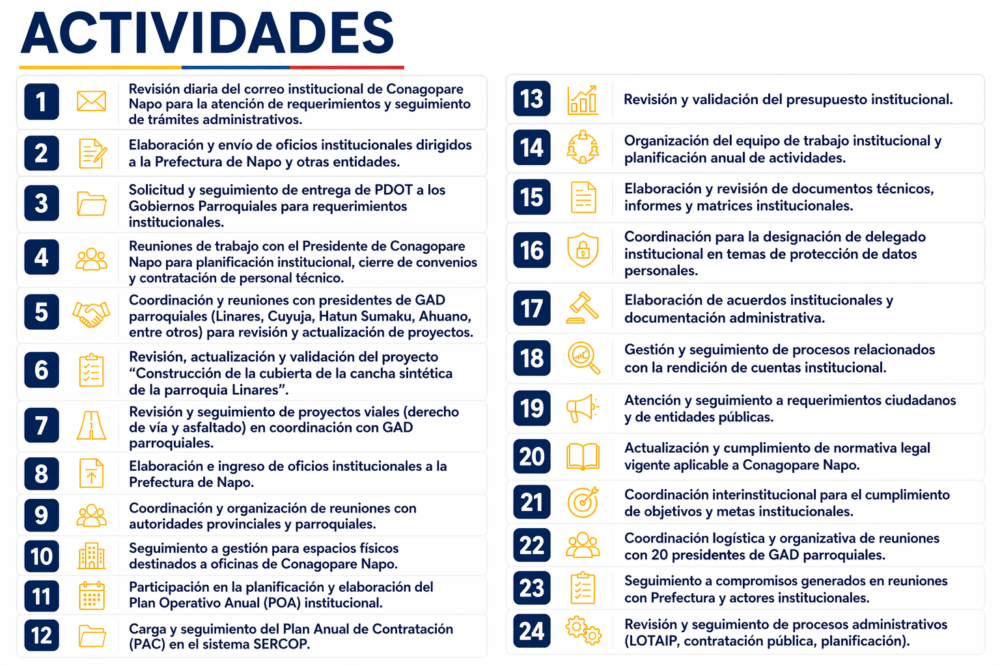 ACTIVIDADES
1
Revisión diaria del correo institucional de Conagopare
Napo para la atención de requerimientos y seguimiento
de trámites administrativos.
2
Elaboración y envío de oficios institucionales dirigidos
a la Prefectura de Napo y otras entidades.
3
Solicitud y seguimiento de entrega de PDOT a los
Gobiernos Parroquiales para requerimientos
institucionales.
4
Reuniones de trabajo con el Presidente de Conagopare
Napo para planificación institucional, cierre de convenios
y contratación de personal técnico.
5
Coordinación y reuniones con presidentes de GAD
parroquiales (Linares, Cuyuja, Hatun Sumaku, Ahuano,
entre otros) para revisión y actualización de proyectos.
6
Revisión, actualización y validación del proyecto
“Construcción de la cubierta de la cancha sintética
de la parroquia Linares”.
7
Revisión y seguimiento de proyectos viales (derecho
de vía y asfaltado) en coordinación con GAD
parroquiales.
8
Elaboración e ingreso de oficios institucionales a la
Prefectura de Napo.
9
Coordinación y organización de reuniones con
autoridades provinciales y parroquiales.
10
Seguimiento a gestión para espacios físicos
destinados a oficinas de Conagopare Napo.
11
Participación en la planificación y elaboración del
Plan Operativo Anual (POA) institucional.
12
Carga y seguimiento del Plan Anual de Contratación
(PAC) en el sistema SERCOP.
13
Revisión y validación del presupuesto institucional.
14
Organización del equipo de trabajo institucional y
planificación anual de actividades.
15
Elaboración y revisión de documentos técnicos,
informes y matrices institucionales.
16
Coordinación para la designación de delegado
institucional en temas de protección de datos
personales.
17
Elaboración de acuerdos institucionales y
documentación administrativa.
18
Gestión y seguimiento de procesos relacionados
con la rendición de cuentas institucional.
19
Atención y seguimiento a requerimientos ciudadanos
y de entidades públicas.
20
Actualización y cumplimiento de normativa legal
vigente aplicable a Conagopare Napo.
21
Coordinación interinstitucional para el cumplimiento
de objetivos y metas institucionales.
22
Coordinación logística y organizativa de reuniones
con 20 presidentes de GAD parroquiales.
23
Seguimiento a compromisos generados en reuniones
con Prefectura y actores institucionales.
24
Revisión y seguimiento de procesos administrativos
(LOTAIP, contratación pública, planificación).